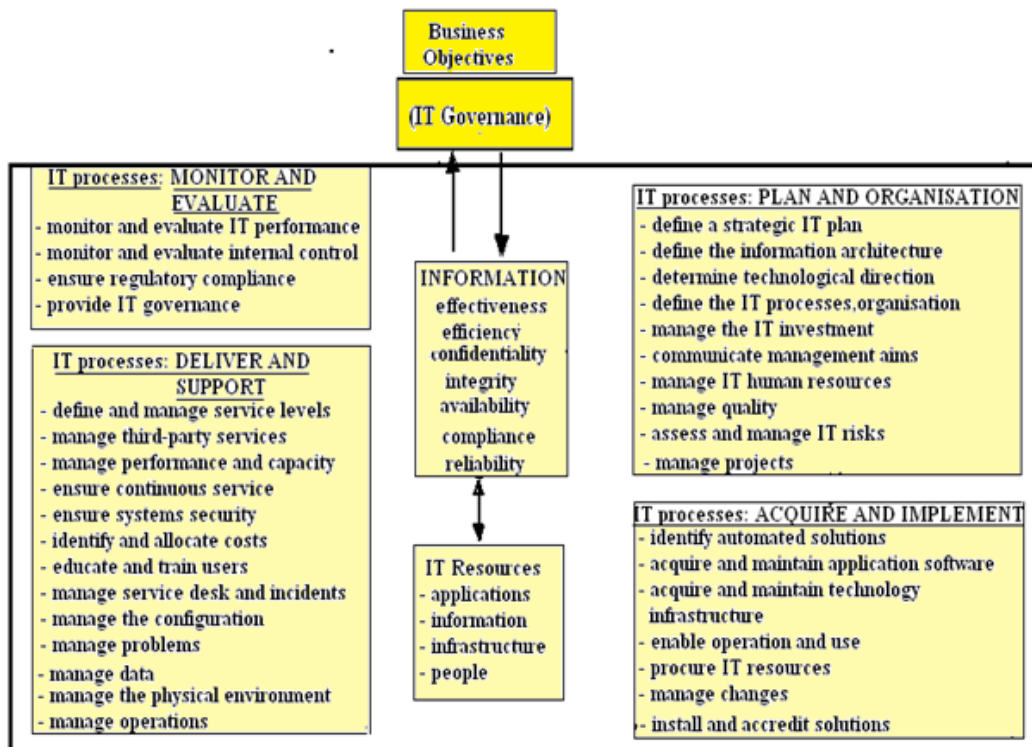 Business
Objectives
(IT Governance)
IT processes: MONITOR AND
EVALUATE
- monitor and evaluate IT performance
- monitor and evaluate internal control
- ensure regulatory compliance
- provide IT governance
IT processes: DELIVER AND
SUPPORT
- define and manage service levels
- manage third-party services
- manage performance and capacity
- ensure continuous service
- ensure systems security
- identify and allocate costs
- educate and train users
- manage service desk and incidents
- manage the configuration
- manage problems
- manage data
- manage the physical environment
- manage operations
INFORMATION
effectiveness
efficiency
confidentiality
integrity
availability
compliance
reliability
IT Resources
- applications
- information
- infrastructure
- people
IT processes: PLAN AND ORGANISATION
- define a strategic IT plan
- define the information architecture
- determine technological direction
- define the IT processes,organisation
- manage the IT investment
- communicate management aims
- manage IT human resources
- manage quality
- assess and manage IT risks
- manage projects
IT processes: ACQUIRE AND IMPLEMENT
- identify automated solutions
- acquire and maintain application software
- acquire and maintain technology
infrastructure
- enable operation and use
- procure IT resources
- manage changes
- install and accredit solutions